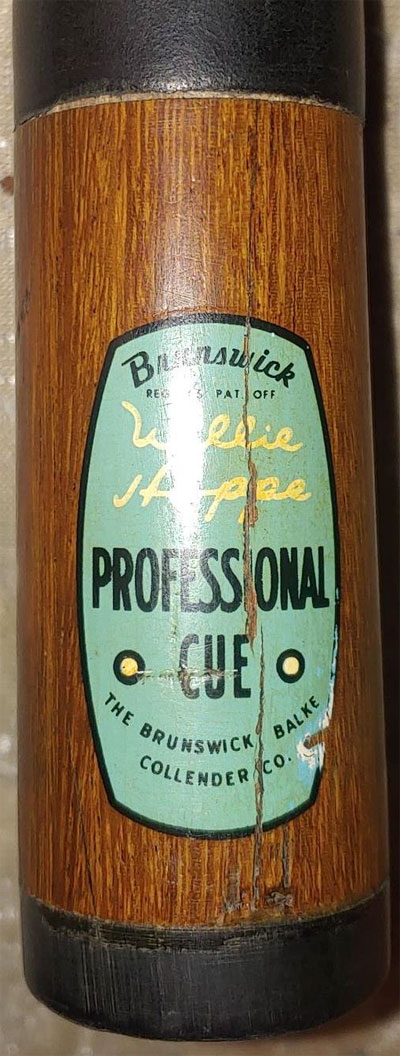 Brunswick
REG. U.S. PAT. OFF.
Willie
Hoppe
PROFESSIONAL
CUE
THE BRUNSWICK BALKE
COLLENDER CO.